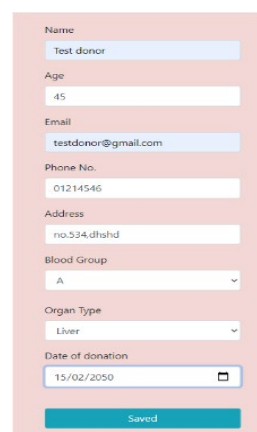 Name
Test donor
Age
45
Email
testdonor@gmail.com
Phone No.
01214546
Address
no.534,dhshd
Blood Group
A
Organ Type
Liver
Date of donation
15/02/2050
Saved